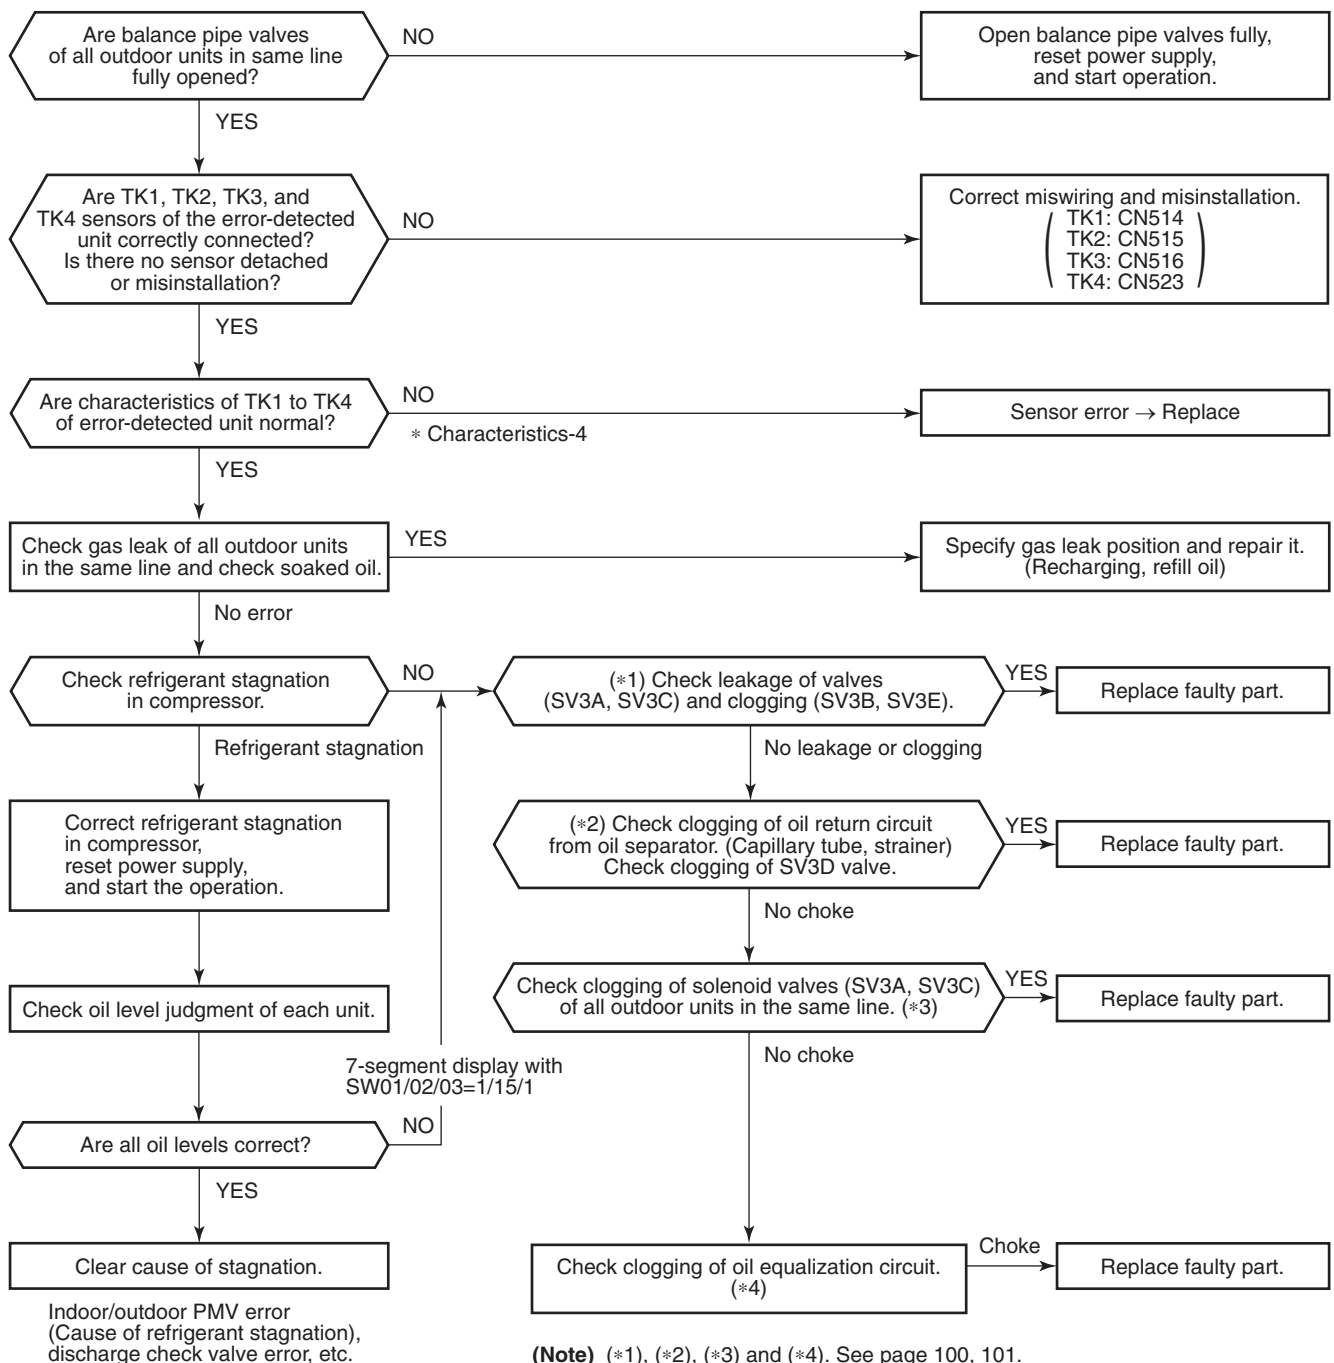 Are balance pipe valves
of all outdoor units in same line
fully opened?
NO
Open balance pipe valves fully,
reset power supply,
and start operation.
YES
Are TK1, TK2, TK3, and
TK4 sensors of the error-detected
unit correctly connected?
Is there no sensor detached
or misinstallation?
NO
Correct miswiring and misinstallation.
TK1: CN514
TK2: CN515
TK3: CN516
TK4: CN523
YES
Are characteristics of TK1 to TK4
of error-detected unit normal?
NO
* Characteristics-4
Sensor error → Replace
YES
Check gas leak of all outdoor units
in the same line and check soaked oil.
YES
Specify gas leak position and repair it.
(Recharging, refill oil)
No error
Check refrigerant stagnation
in compressor.
NO
(*1) Check leakage of valves
(SV3A, SV3C) and clogging (SV3B, SV3E).
YES
Replace faulty part.
Refrigerant stagnation
No leakage or clogging
Correct refrigerant stagnation
in compressor,
reset power supply,
and start the operation.
(*2) Check clogging of oil return circuit
from oil separator. (Capillary tube, strainer)
Check clogging of SV3D valve.
YES
Replace faulty part.
No choke
Check oil level judgment of each unit.
Check clogging of solenoid valves (SV3A, SV3C)
of all outdoor units in the same line. (*3)
YES
Replace faulty part.
No choke
7-segment display with
SW01/02/03=1/15/1
Are all oil levels correct?
NO
YES
Clear cause of stagnation.
Check clogging of oil equalization circuit.
(*4)
Choke
Replace faulty part.
Indoor/outdoor PMV error
(Cause of refrigerant stagnation),
discharge check valve error, etc.
(Note) (*1), (*2), (*3) and (*4). See page 100, 101.